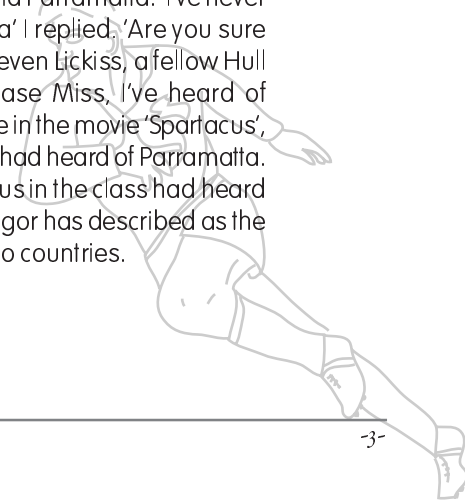 Parramatta. 'I've never
a' I replied. 'Are you sure
even Lickiss, a fellow Hull
ase Miss, I've heard of
e in the movie 'Spartacus',
had heard of Parramatta.
us in the class had heard
gor has described as the
o countries.
-3-